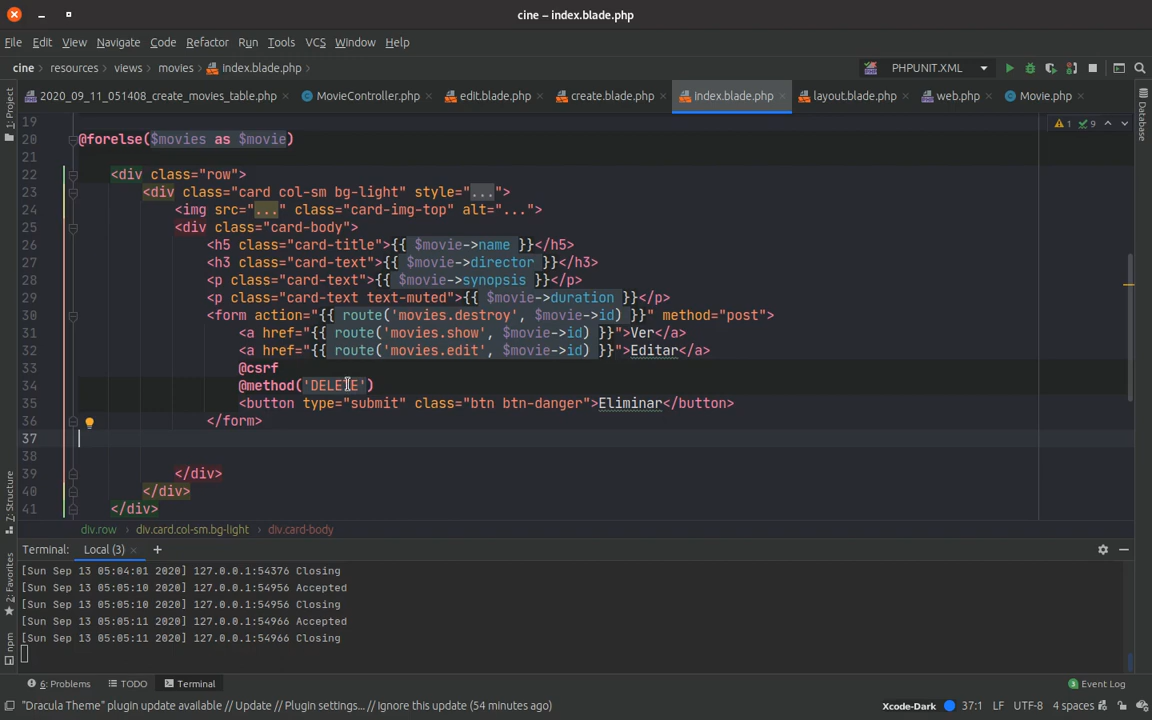 cine – index.blade.php
File Edit View Navigate Code Refactor Run Tools VCS Window Help
cine resources views movies index.blade.php PHPUNIT.XML
2020_09_11_051408_create_movies_table.php MovieController.php edit.blade.php create.blade.php index.blade.php layout.blade.php web.php Movie.php
1: Project
Database
19
20 @forelse($movies as $movie) 1 9
21
22 <div class="row">
23 <div class="card col-sm bg-light" style="...">
24 <img src="..." class="card-img-top" alt="...">
25 <div class="card-body">
26 <h5 class="card-title">{{ $movie->name }}</h5>
27 <h3 class="card-text">{{ $movie->director }}</h3>
28 <p class="card-text">{{ $movie->synopsis }}</p>
29 <p class="card-text text-muted">{{ $movie->duration }}</p>
30 <form action="{{ route('movies.destroy', $movie->id) }}" method="post">
31 <a href="{{ route('movies.show', $movie->id) }}">Ver</a>
32 <a href="{{ route('movies.edit', $movie->id) }}">Editar</a>
33 @csrf
34 @method('DELETE')
35 <button type="submit" class="btn btn-danger">Eliminar</button>
36 </form>
37
38
39 </div>
40 </div>
41 </div>
7: Structure
2: Favorites
npm
div.row div.card.col-sm.bg-light div.card-body
Terminal: Local (3) +
[Sun Sep 13 05:04:01 2020] 127.0.0.1:54376 Closing
[Sun Sep 13 05:05:10 2020] 127.0.0.1:54956 Accepted
[Sun Sep 13 05:05:10 2020] 127.0.0.1:54956 Closing
[Sun Sep 13 05:05:11 2020] 127.0.0.1:54966 Accepted
[Sun Sep 13 05:05:11 2020] 127.0.0.1:54966 Closing
6: Problems TODO Terminal 3 Event Log
"Dracula Theme" plugin update available // Update // Plugin settings... // Ignore this update (54 minutes ago) Xcode-Dark 37:1 LF UTF-8 4 spaces